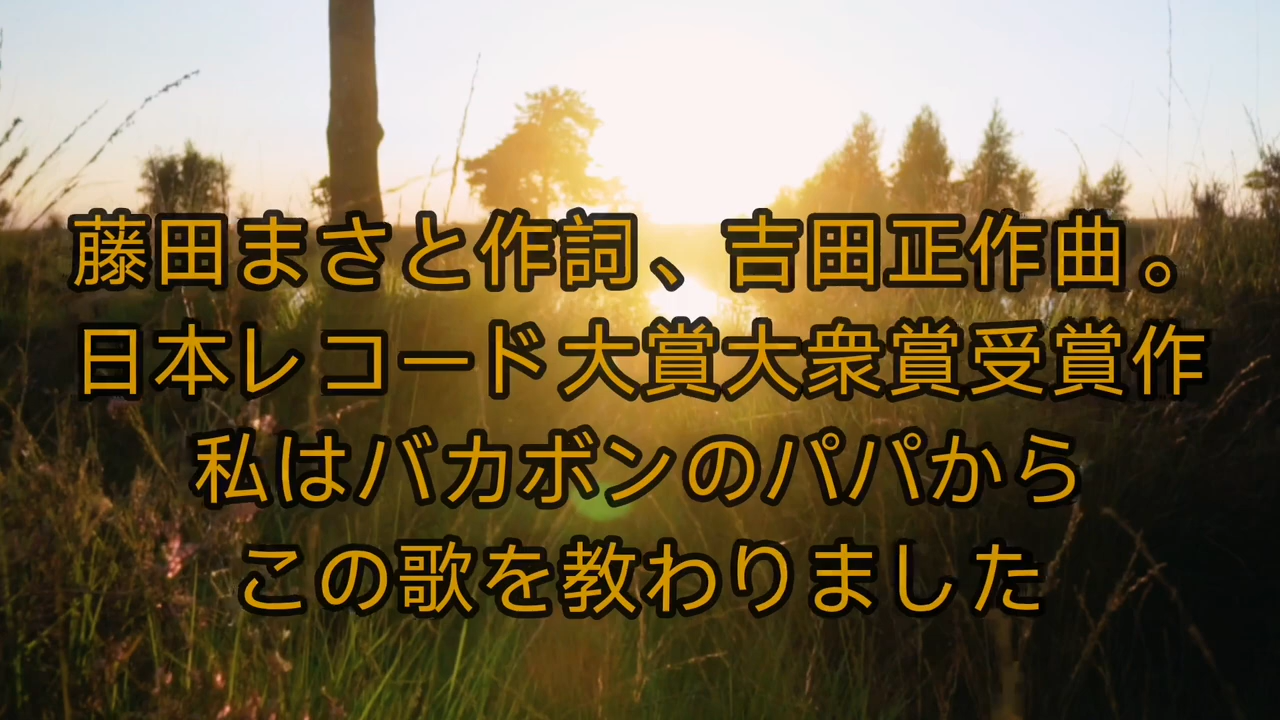 藤田まさと作詞、吉田正作曲。
日本レコード大賞大衆賞受賞作
私はバカボンのパパから
この歌を教わりました